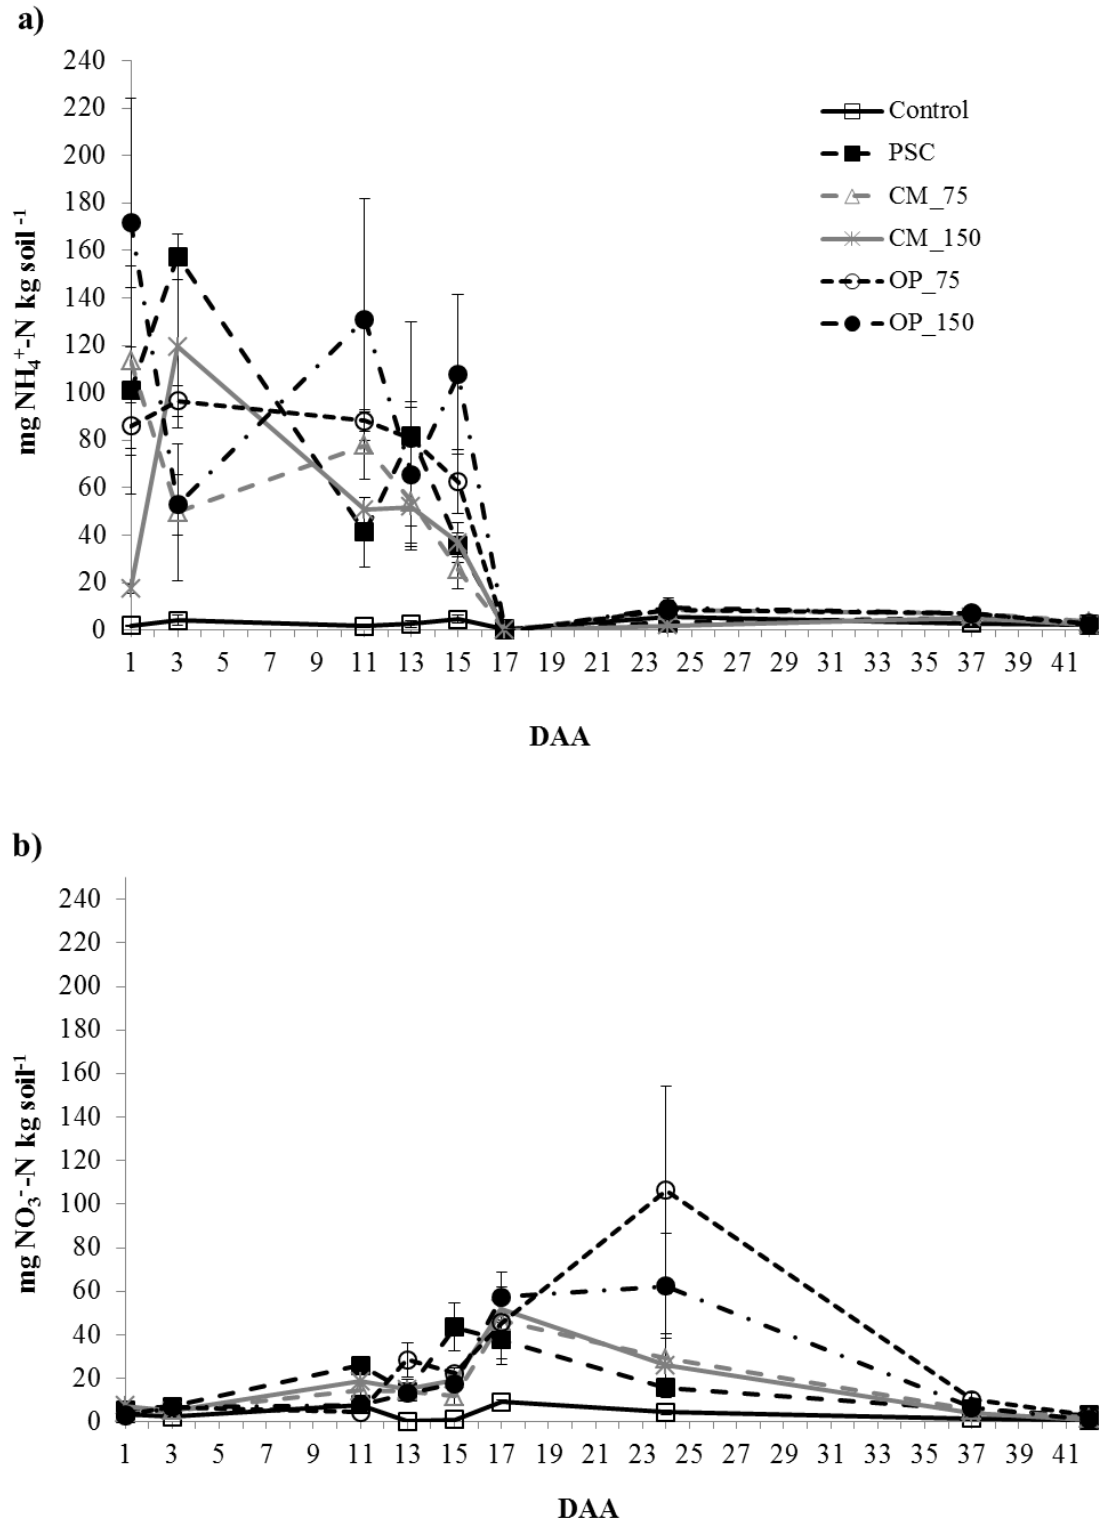 a)
240
220
200
180
160
140
120
100
80
60
40
20
0
mg NH₄⁺-N kg soil ⁻¹
Control
PSC
CM_75
CM_150
OP_75
OP_150
1 3 5 7 9 11 13 15 17 19 21 23 25 27 29 31 33 35 37 39 41
DAA
b)
240
220
200
180
160
140
120
100
80
60
40
20
0
mg NO₃⁻-N kg soil⁻¹
1 3 5 7 9 11 13 15 17 19 21 23 25 27 29 31 33 35 37 39 41
DAA